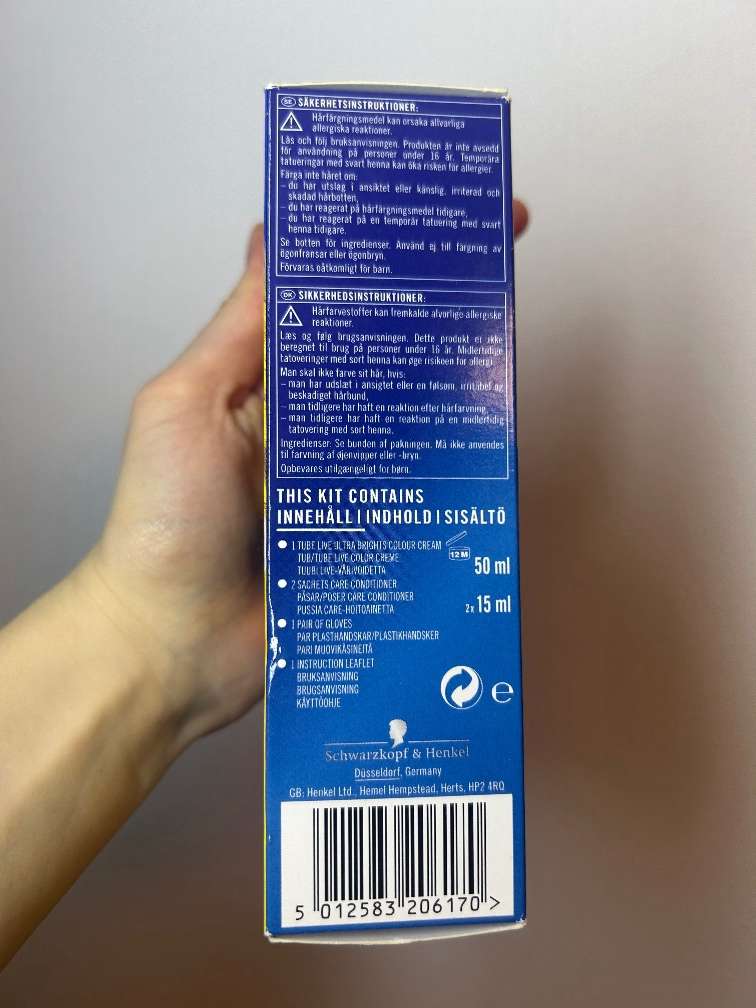 SE SÄKERHETSINSTRUKTIONER:
Hårfärgningsmedel kan orsaka allvarliga
allergiska reaktioner.
Läs och följ bruksanvisningen. Produkten är inte avsedd
för användning på personer under 16 år. Temporära
tatueringar med svart henna kan öka risken för allergier.
Färga inte håret om:
– du har utslag i ansiktet eller känslig, irriterad och
skadad hårbotten,
– du har reagerat på hårfärgningsmedel tidigare,
– du har reagerat på en temporär tatuering med svart
henna tidigare.
Se botten för ingredienser. Använd ej till färgning av
ögonfransar eller ögonbryn.
Förvaras oåtkomligt för barn.
DK SIKKERHEDSINSTRUKTIONER:
Hårfarvestoffer kan fremkalde alvorlige allergiske
reaktioner.
Læs og følg brugsanvisningen. Dette produkt er ikke
beregnet til brug på personer under 16 år. Midlertidige
tatoveringer med sort henna kan øge risikoen for allergi.
Man skal ikke farve sit hår, hvis:
– man har udslæt i ansigtet eller en følsom, irritabel og
beskadiget hårbund,
– man tidligere har haft en reaktion efter hårfarvning,
– man tidligere har haft en reaktion på en midlertidig
tatovering med sort henna.
Ingredienser: Se bunden af pakningen. Må ikke anvendes
til farvning af øjenvipper eller -bryn.
Opbevares utilgængeligt for børn.
THIS KIT CONTAINS
INNEHÅLL | INDHOLD | SISÄLTÖ
1 TUBE LIVE ULTRA BRIGHTS COLOUR CREAM
TUB/TUBE LIVE COLOR CREME
TUUBI LIVE-VÄRIVOIDETTA
12 M
50 ml
2 SACHETS CARE CONDITIONER
PÅSAR/POSER CARE CONDITIONER
PUSSIA CARE-HOITOAINETTA
2x 15 ml
1 PAIR OF GLOVES
PAR PLASTHANDSKAR/PLASTIKHANDSKER
PARI MUOVIKÄSINEITÄ
1 INSTRUCTION LEAFLET
BRUKSANVISNING
BRUGSANVISNING
KÄYTTÖOHJE
e
Schwarzkopf & Henkel
Düsseldorf, Germany
GB: Henkel Ltd., Hemel Hempstead, Herts, HP2 4RQ
5 012583 206170 >